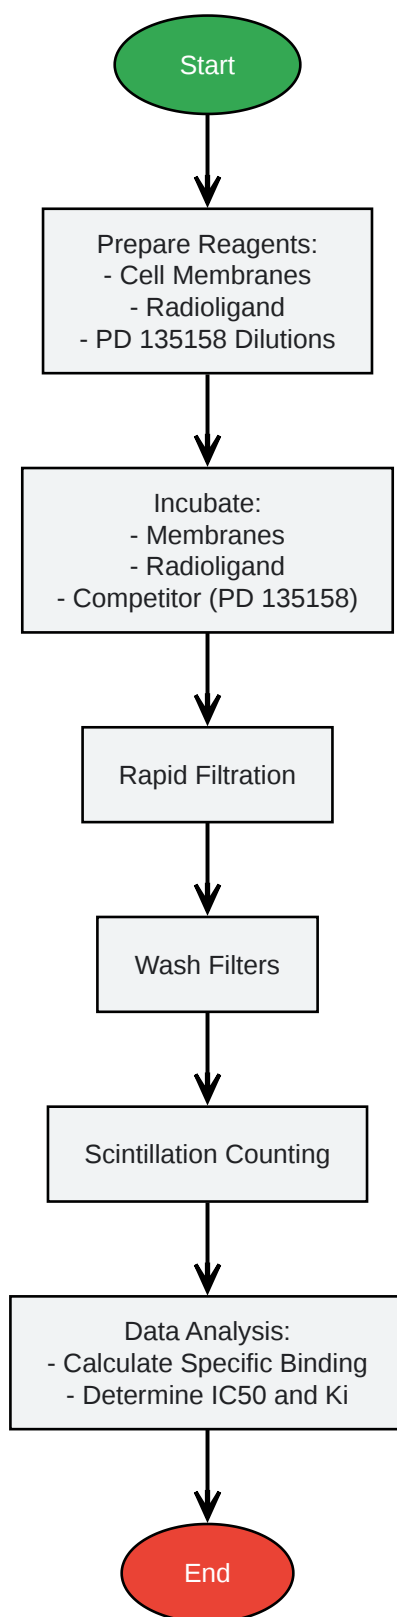 Start
Prepare Reagents:
- Cell Membranes
- Radioligand
- PD 135158 Dilutions
Incubate:
- Membranes
- Radioligand
- Competitor (PD 135158)
Rapid Filtration
Wash Filters
Scintillation Counting
Data Analysis:
- Calculate Specific Binding
- Determine IC50 and Ki
End